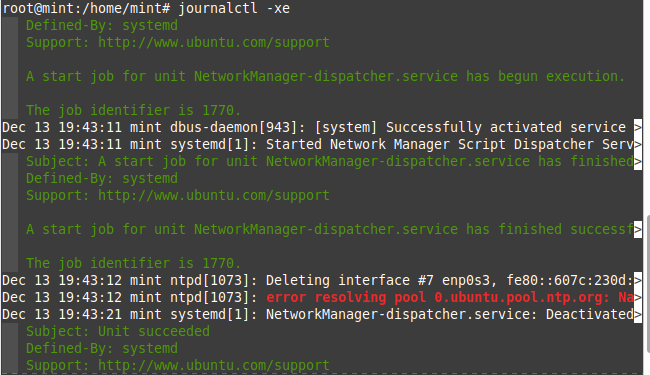 root@mint:/home/mint# journalctl -xe
Defined-By: systemd
Support: http://www.ubuntu.com/support
A start job for unit NetworkManager-dispatcher.service has begun execution.
The job identifier is 1770.
Dec 13 19:43:11 mint dbus-daemon[943]: [system] Successfully activated service >
Dec 13 19:43:11 mint systemd[1]: Started Network Manager Script Dispatcher Serv>
Subject: A start job for unit NetworkManager-dispatcher.service has finished>
Defined-By: systemd
Support: http://www.ubuntu.com/support
A start job for unit NetworkManager-dispatcher.service has finished successf>
The job identifier is 1770.
Dec 13 19:43:12 mint ntpd[1073]: Deleting interface #7 enp0s3, fe80::607c:230d:>
Dec 13 19:43:12 mint ntpd[1073]: error resolving pool 0.ubuntu.pool.ntp.org: Na>
Dec 13 19:43:21 mint systemd[1]: NetworkManager-dispatcher.service: Deactivated>
Subject: Unit succeeded
Defined-By: systemd
Support: http://www.ubuntu.com/support